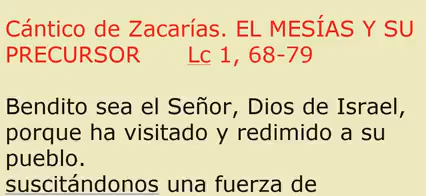 Cántico de Zacarías. EL MESÍAS Y SU
PRECURSOR Lc 1, 68-79
Bendito sea el Señor, Dios de Israel,
porque ha visitado y redimido a su
pueblo.
suscitándonos una fuerza de